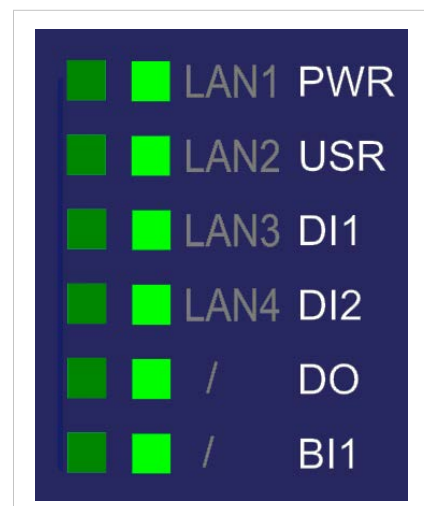 LAN1 PWR
LAN2 USR
LAN3 DI1
LAN4 DI2
/ DO
/ BI1